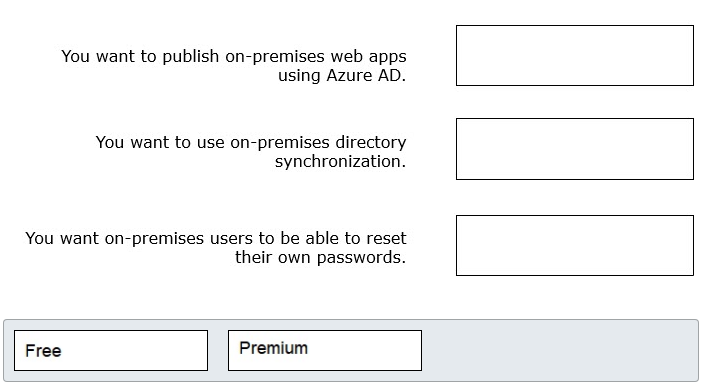 You want to publish on-premises web apps
using Azure AD.
You want to use on-premises directory
synchronization.
You want on-premises users to be able to reset
their own passwords.
Free
Premium